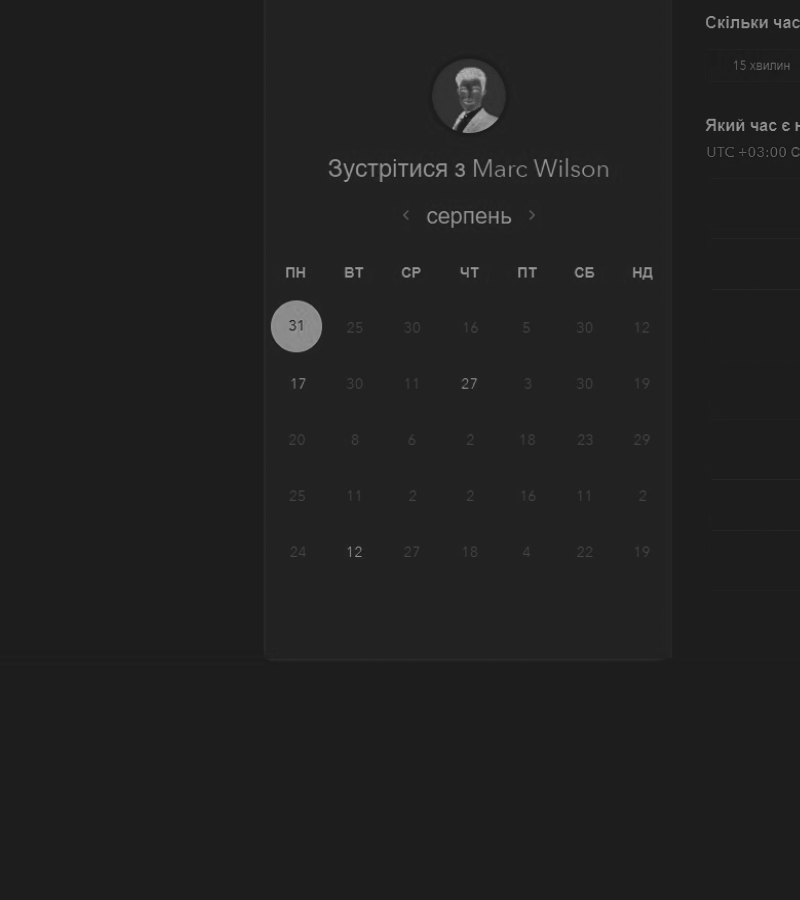 Скільки час
15 хвилин
Який час є н
UTC +03:00 С
Зустрітися з Marc Wilson
серпень
ПН ВТ СР ЧТ ПТ СБ НД
31 25 30 16 5 30 12
17 30 11 27 3 30 19
20 8 6 2 18 23 29
25 11 2 2 16 11 2
24 12 27 18 4 22 19